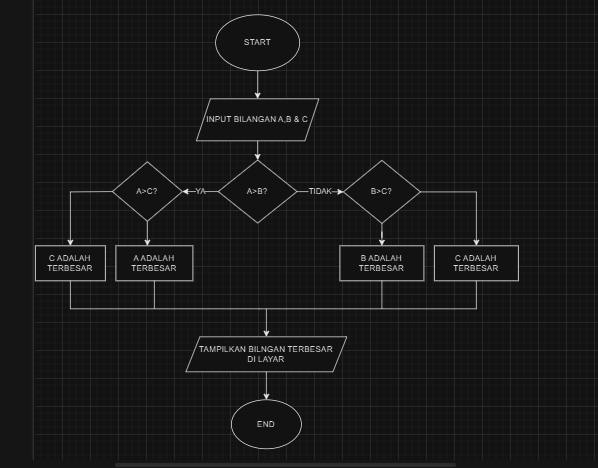 START
INPUT BILANGAN A,B & C
A>C?
YA
A>B?
TIDAK
B>C?
C ADALAH
TERBESAR
A ADALAH
TERBESAR
B ADALAH
TERBESAR
C ADALAH
TERBESAR
TAMPILKAN BILNGAN TERBESAR
DI LAYAR
END